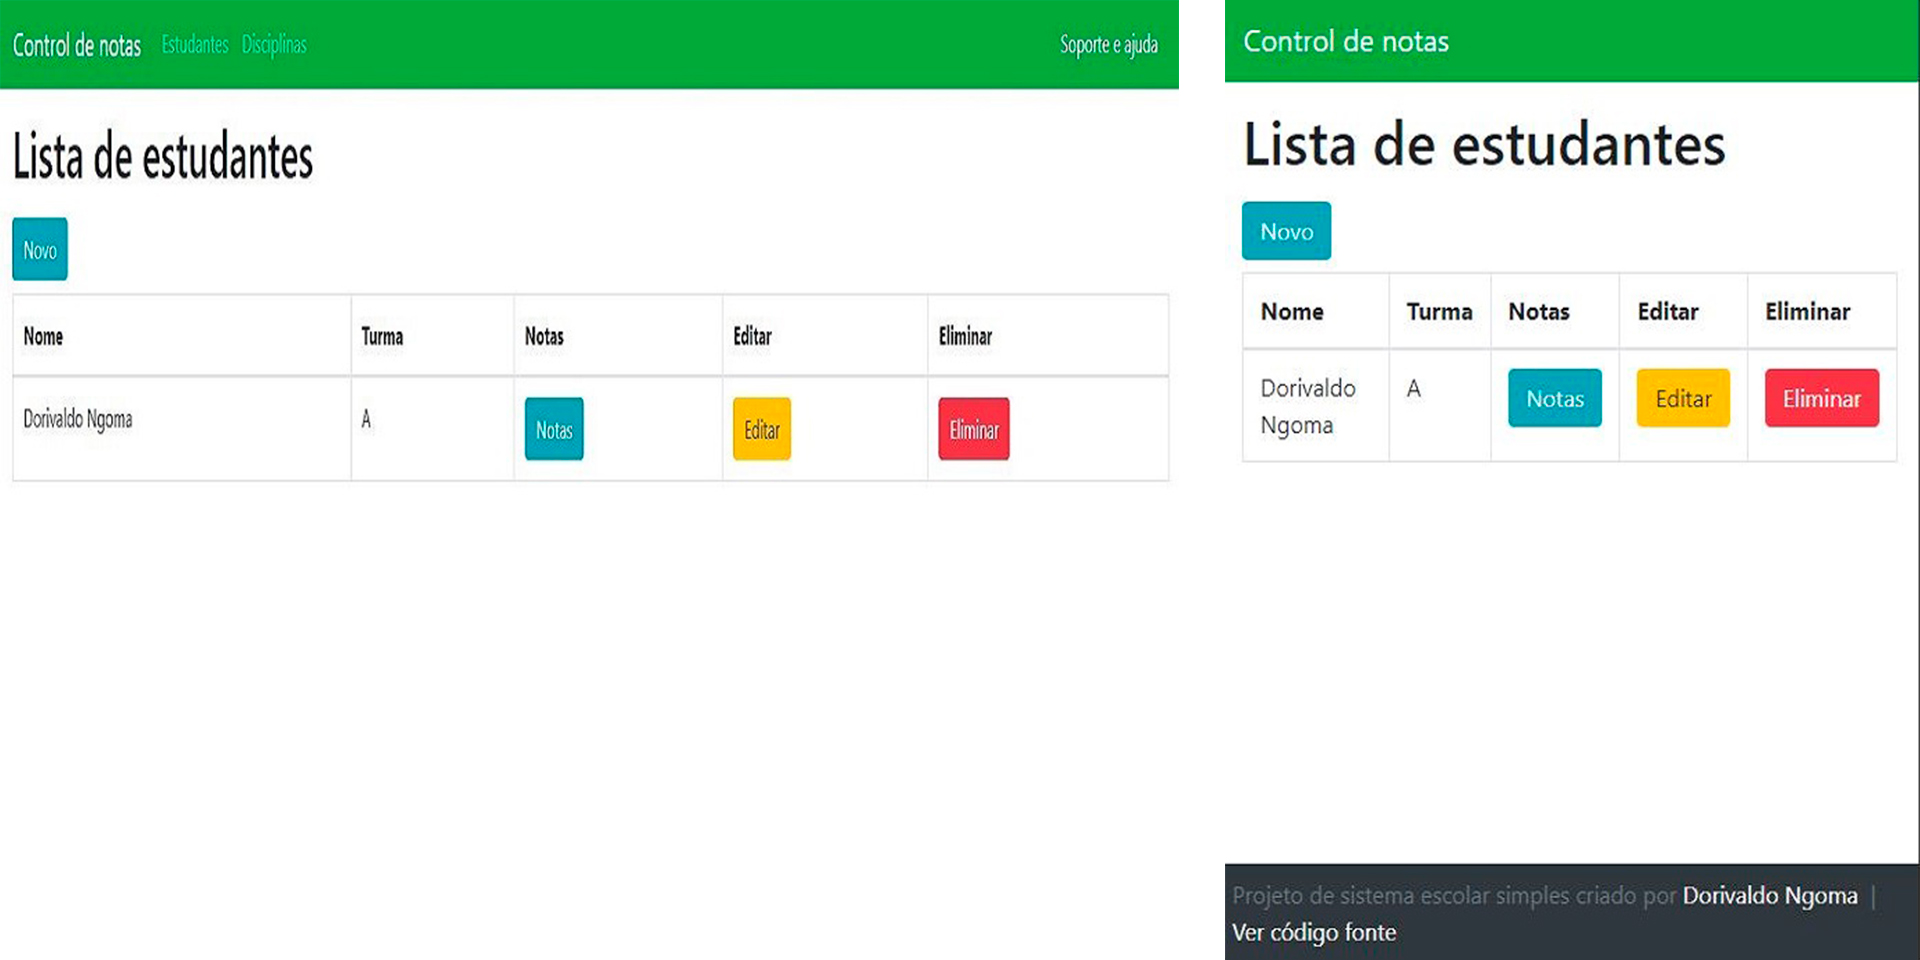 Control de notas Estudantes Disciplinas Soporte e ajuda
Lista de estudantes
Novo
Nome Turma Notas Editar Eliminar
Dorivaldo Ngoma A Notas Editar Eliminar
Control de notas
Lista de estudantes
Novo
Nome Turma Notas Editar Eliminar
Dorivaldo A Notas Editar Eliminar
Ngoma
Projeto de sistema escolar simples criado por Dorivaldo Ngoma |
Ver código fonte